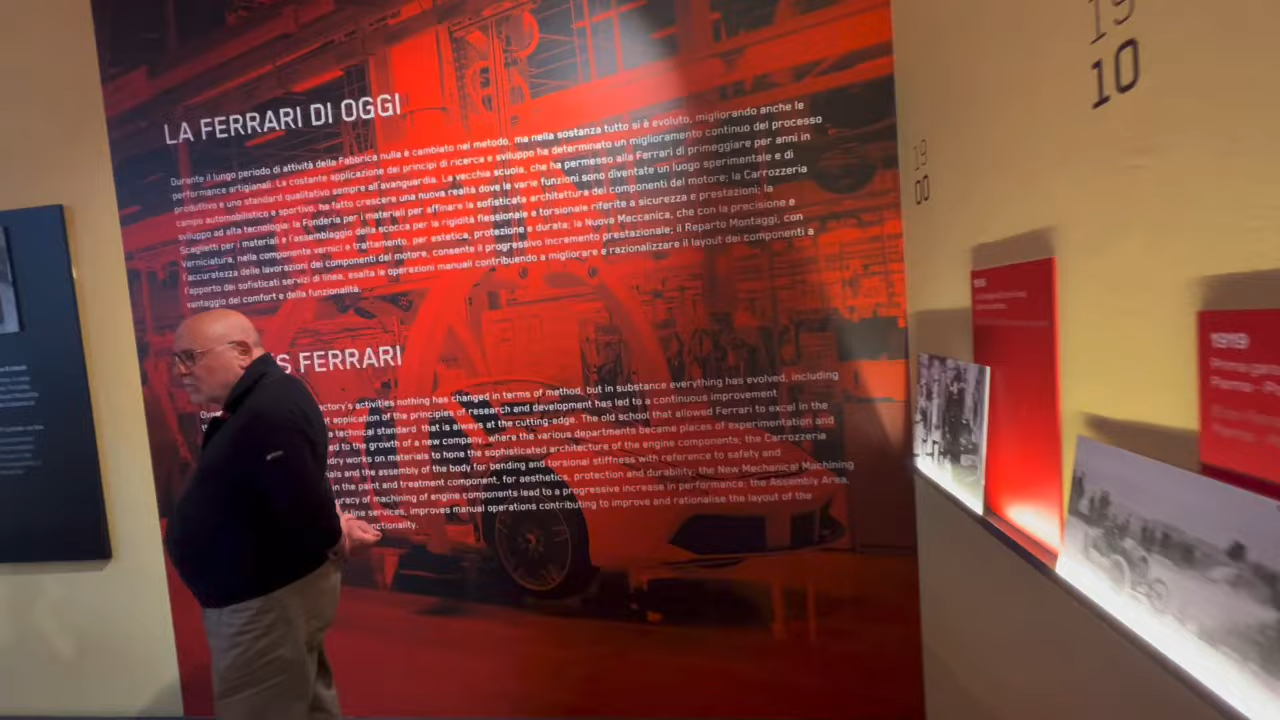 LA FERRARI DI OGGI
Durante il lungo periodo di attività della Fabbrica nulla è cambiato nel metodo, ma nella sostanza tutto si è evoluto, migliorando anche le
performance artigianali. La costante applicazione dei principi di ricerca e sviluppo ha determinato un miglioramento continuo del processo
produttivo e uno standard qualitativo sempre all'avanguardia. La vecchia scuola, che ha permesso alla Ferrari di primeggiare per anni in
campo automobilistico e sportivo, ha fatto crescere una nuova realtà dove le varie funzioni sono diventate un luogo sperimentale e di
sviluppo ad alta tecnologia: la Fonderia per i materiali per affinare la sofisticate architettura dei componenti del motore; la Carrozzeria
Scaglietti per i materiali e l'assemblaggio della scocca per la rigidità flessionale e torsionale riferite a sicurezza e prestazioni; la
Verniciatura, nella componente vernici e trattamento, per estetica, protezione e durata; la Nuova Meccanica, che con la precisione e
l'accuratezza delle lavorazioni dei componenti del motore, consente il progressivo incremento prestazionale; il Reparto Montaggi, con
l'apporto dei sofisticati servizi di linea, esalta le operazioni manuali contribuendo a migliorare e razionalizzare il layout dei componenti a
vantaggio del comfort e della funzionalità.
S FERRARI
actory's activities nothing has changed in terms of method, but in substance everything has evolved, including
application of the principles of research and development has led to a continuous improvement
a technical standard that is always at the cutting-edge. The old school that allowed Ferrari to excel in the
ed to the growth of a new company, where the various departments became places of experimentation and
ndry works on materials to hone the sophisticated architecture of the engine components; the Carrozzeria
als and the assembly of the body for bending and torsional stiffness with reference to safety and
in the paint and treatment component, for aesthetics, protection and durability; the New Mechanical Machining
uracy of machining of engine components lead to a progressive increase in performance; the Assembly Area,
line services, improves manual operations contributing to improve and rationalise the layout of the
nctionality.
19
00
19
10
1919